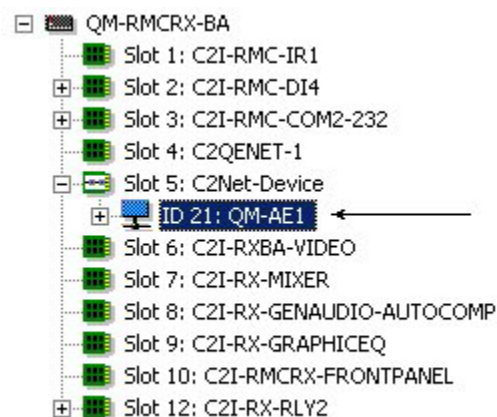 QM-RMCRX-BA
Slot 1: C2I-RMC-IR1
Slot 2: C2I-RMC-DI4
Slot 3: C2I-RMC-COM2-232
Slot 4: C2QENET-1
Slot 5: C2Net-Device
ID 21: QM-AE1
Slot 6: C2I-RXBA-VIDEO
Slot 7: C2I-RX-MIXER
Slot 8: C2I-RX-GENAUDIO-AUTOCOMP
Slot 9: C2I-RX-GRAPHICEQ
Slot 10: C2I-RMCRX-FRONTPANEL
Slot 12: C2I-RX-RLY2